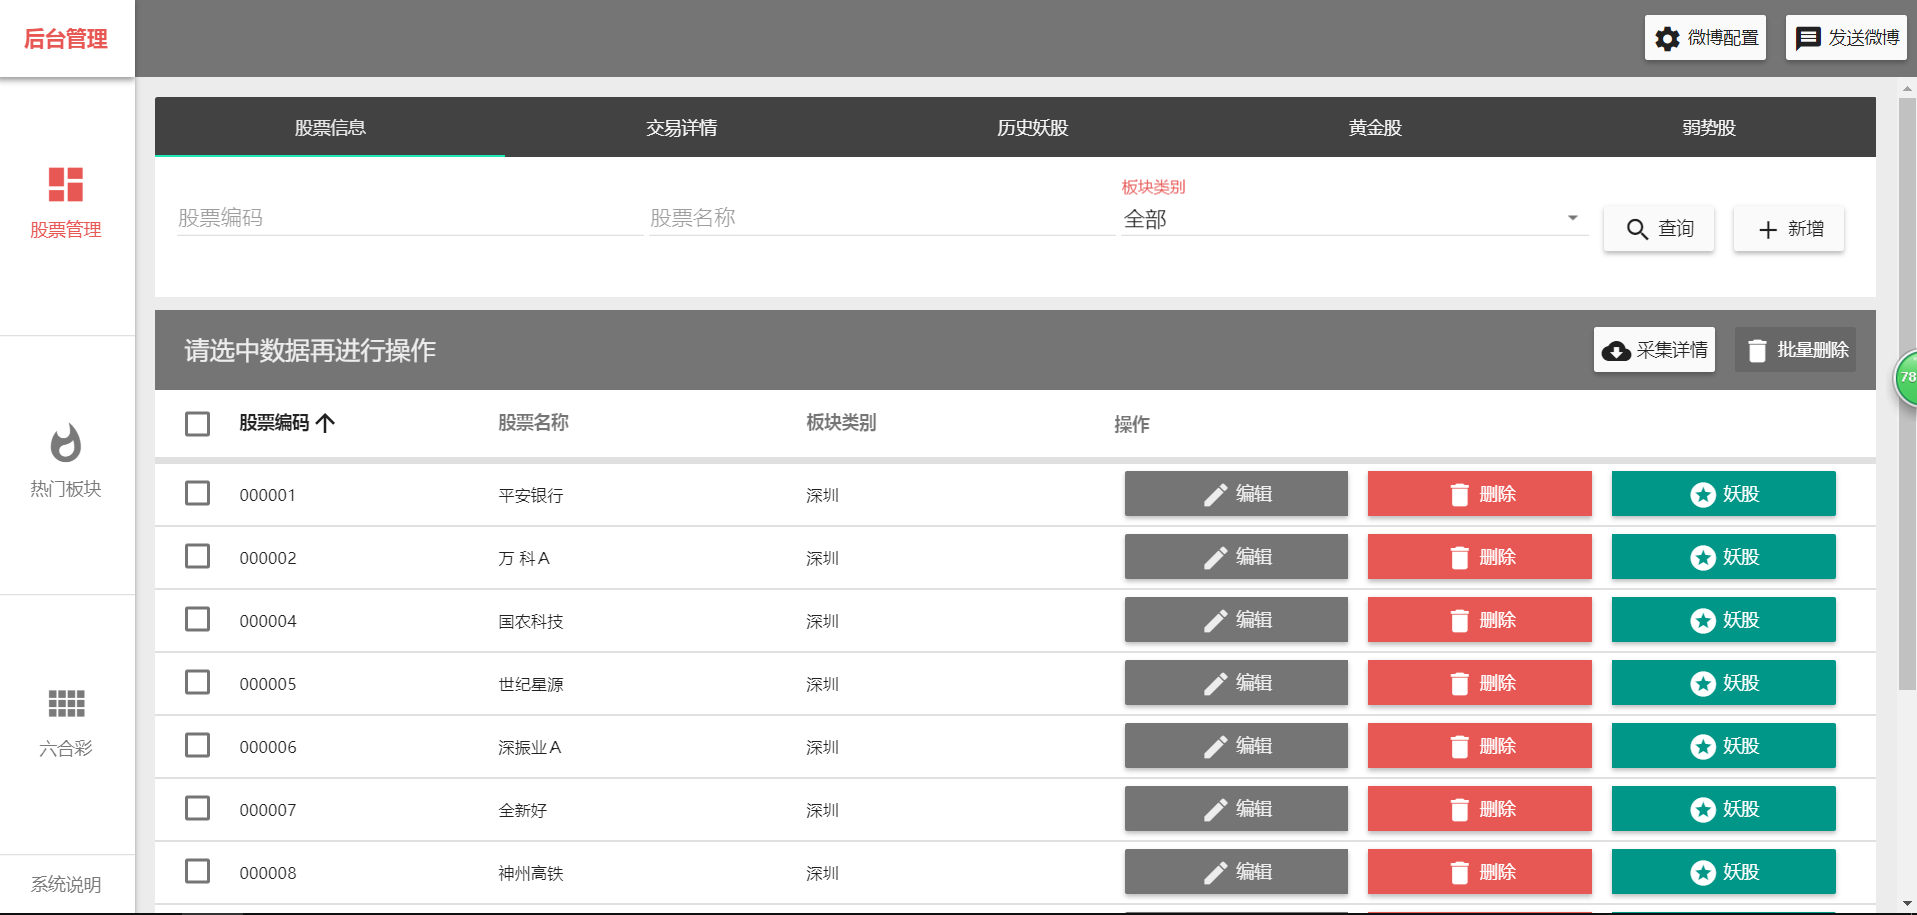 后台管理
微博配置
发送微博
股票管理
热门板块
六合彩
系统说明
股票信息
交易详情
历史妖股
黄金股
弱势股
股票编码
股票名称
板块类别
全部
查询
新增
请选中数据再进行操作
采集详情
批量删除
股票编码 股票名称 板块类别 操作
000001 平安银行 深圳 编辑 删除 妖股
000002 万 科A 深圳 编辑 删除 妖股
000004 国农科技 深圳 编辑 删除 妖股
000005 世纪星源 深圳 编辑 删除 妖股
000006 深振业A 深圳 编辑 删除 妖股
000007 全新好 深圳 编辑 删除 妖股
000008 神州高铁 深圳 编辑 删除 妖股
78